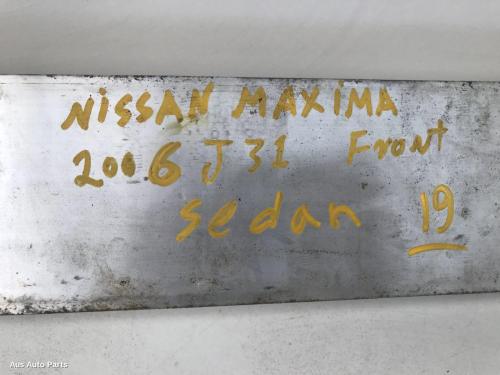 NiSSAN MAXiMA
2006 J31 Front
sedan 19
Aus Auto Parts